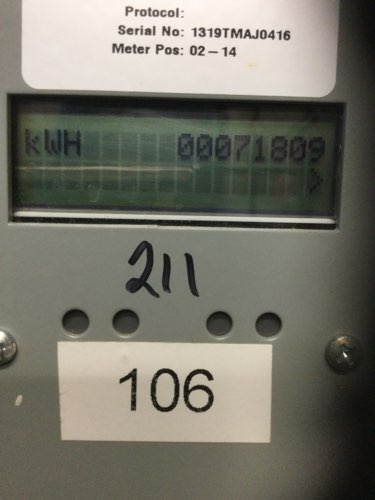 Protocol:
Serial No: 1319TMAJ0416
Meter Pos: 02-14
kWH 00071809
>
211
106